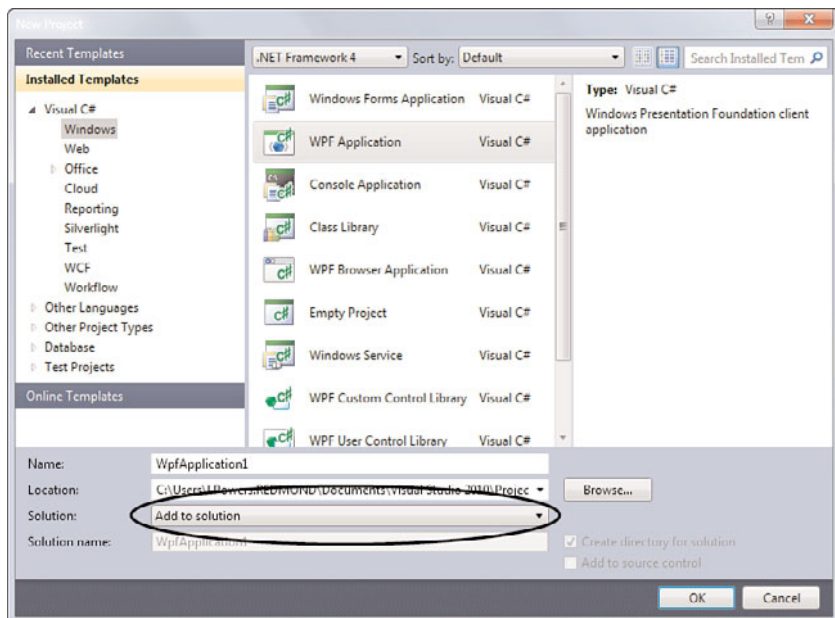 New Project
Recent Templates
Installed Templates
Visual C#
Windows
Web
Office
Cloud
Reporting
Silverlight
Test
WCF
Workflow
Other Languages
Other Project Types
Database
Test Projects
Online Templates
.NET Framework 4 Sort by: Default Search Installed Tem
Windows Forms Application Visual C#
WPF Application Visual C#
Console Application Visual C#
Class Library Visual C#
WPF Browser Application Visual C#
Empty Project Visual C#
Windows Service Visual C#
WPF Custom Control Library Visual C#
WPF User Control Library Visual C#
Type: Visual C#
Windows Presentation Foundation client
application
Name: WpfApplication1
Location: Documents\Visual Studio 2010\Projec Browse...
Solution: Add to solution
Solution name: WpfApplication1
Create directory for solution
Add to source control
OK Cancel